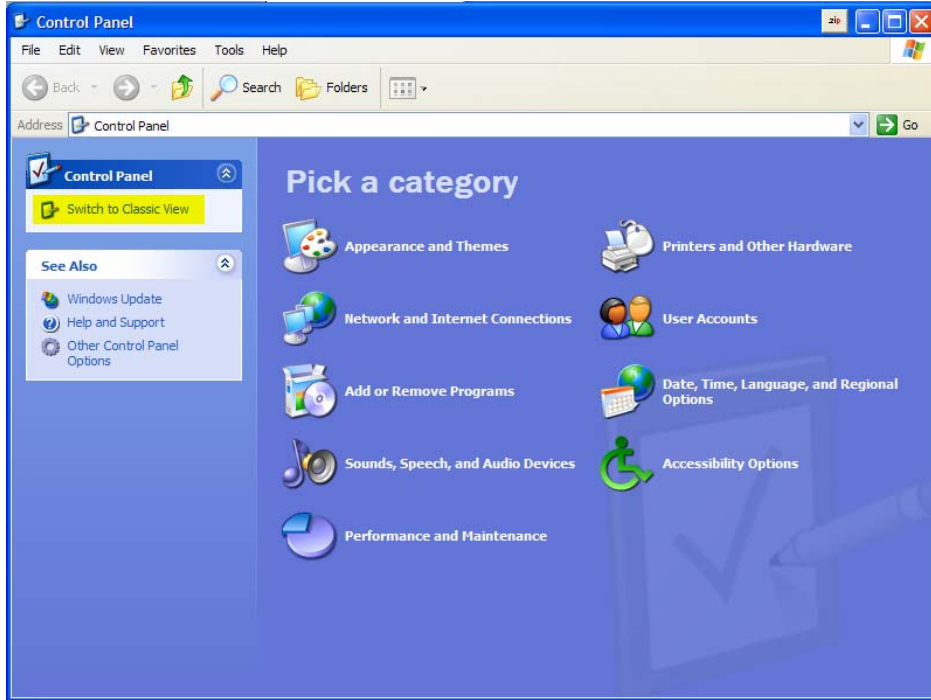 Control Panel
zip
File Edit View Favorites Tools Help
Back Search Folders
Address Control Panel Go
Control Panel
Switch to Classic View
See Also
Windows Update
Help and Support
Other Control Panel
Options
Pick a category
Appearance and Themes
Printers and Other Hardware
Network and Internet Connections
User Accounts
Add or Remove Programs
Date, Time, Language, and Regional
Options
Sounds, Speech, and Audio Devices
Accessibility Options
Performance and Maintenance